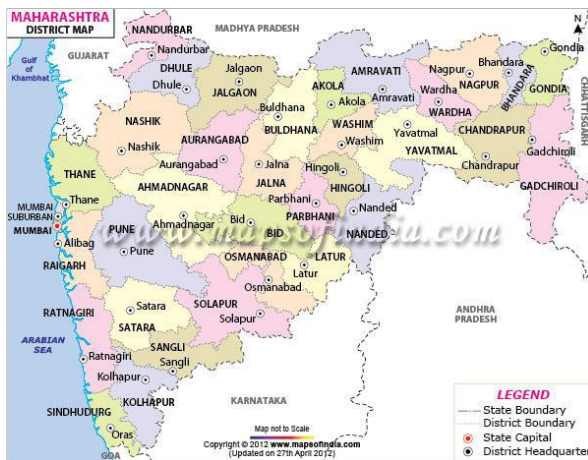 MAHARASHTRA
DISTRICT MAP
MADHYA PRADESH
N
GUJARAT
Gulf
of
Khambhat
NANDURBAR
Nandurbar
DHULE
Dhule
Jalgaon
JALGAON
AMRAVATI
Amravati
Nagpur
NAGPUR
Bhandara
BHANDARA
Gondia
GONDIA
CHHATTISGARH
AKOLA
Akola
Buldhana
BULDHANA
Wardha
WARDHA
WASHIM
Washim
Yavatmal
YAVATMAL
CHANDRAPUR
Chandrapur
Gadchiroli
GADCHIROLI
NASHIK
Nashik
AURANGABAD
Aurangabad
Jalna
JALNA
Hingoli
HINGOLI
THANE
Thane
AHMADNAGAR
Ahmadnagar
Parbhani
PARBHANI
Nanded
NANDED
MUMBAI
SUBURBAN
MUMBAI
Alibag
RAIGARH
PUNE
Pune
Bid
BID
www.mapsofindia.com
OSMANABAD
Osmanabad
LATUR
Latur
RATNAGIRI
Ratnagiri
Satara
SATARA
SOLAPUR
Solapur
ANDHRA
PRADESH
ARABIAN
SEA
SANGLI
Sangli
Kolhapur
KOLHAPUR
KARNATAKA
SINDHUDURG
Oras
GOA
Map not to Scale
Copyright © 2012 www.mapsofindia.com
(Updated on 27th April 2012)
LEGEND
State Boundary
District Boundary
State Capital
District Headquarter